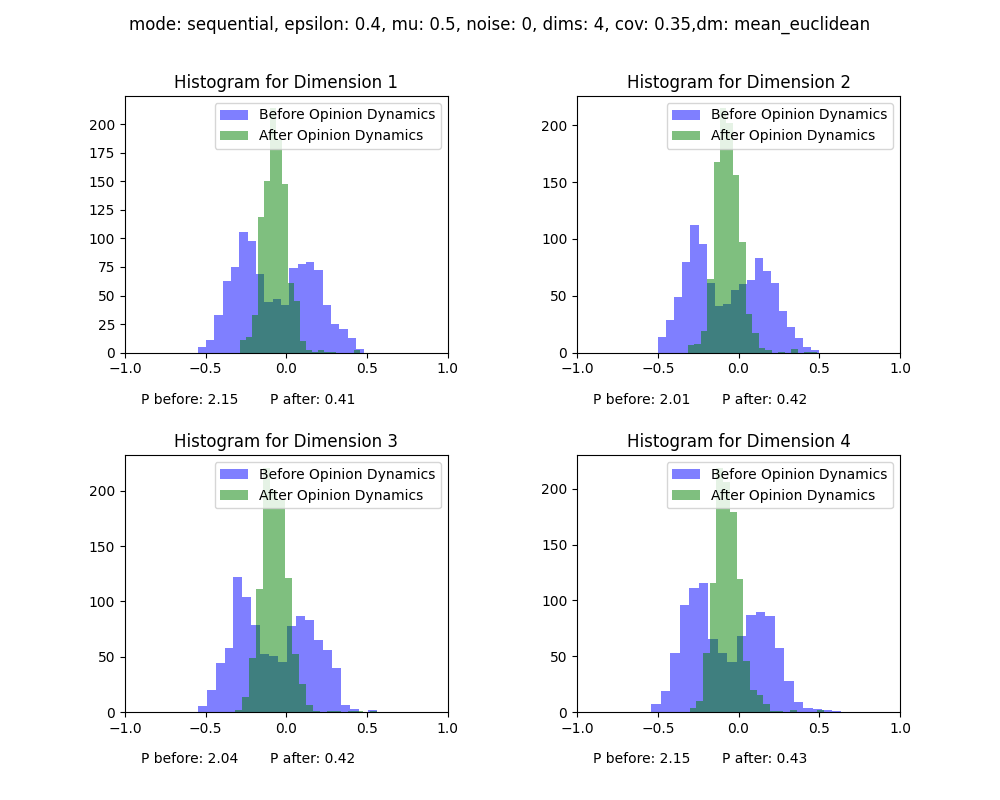 mode: sequential, epsilon: 0.4, mu: 0.5, noise: 0, dims: 4, cov: 0.35,dm: mean_euclidean
Histogram for Dimension 1
Before Opinion Dynamics
After Opinion Dynamics
200
175
150
125
100
75
50
25
0
−1.0 −0.5 0.0 0.5 1.0
P before: 2.15 P after: 0.41
Histogram for Dimension 2
Before Opinion Dynamics
After Opinion Dynamics
200
150
100
50
0
−1.0 −0.5 0.0 0.5 1.0
P before: 2.01 P after: 0.42
Histogram for Dimension 3
Before Opinion Dynamics
After Opinion Dynamics
200
150
100
50
0
−1.0 −0.5 0.0 0.5 1.0
P before: 2.04 P after: 0.42
Histogram for Dimension 4
Before Opinion Dynamics
After Opinion Dynamics
200
150
100
50
0
−1.0 −0.5 0.0 0.5 1.0
P before: 2.15 P after: 0.43